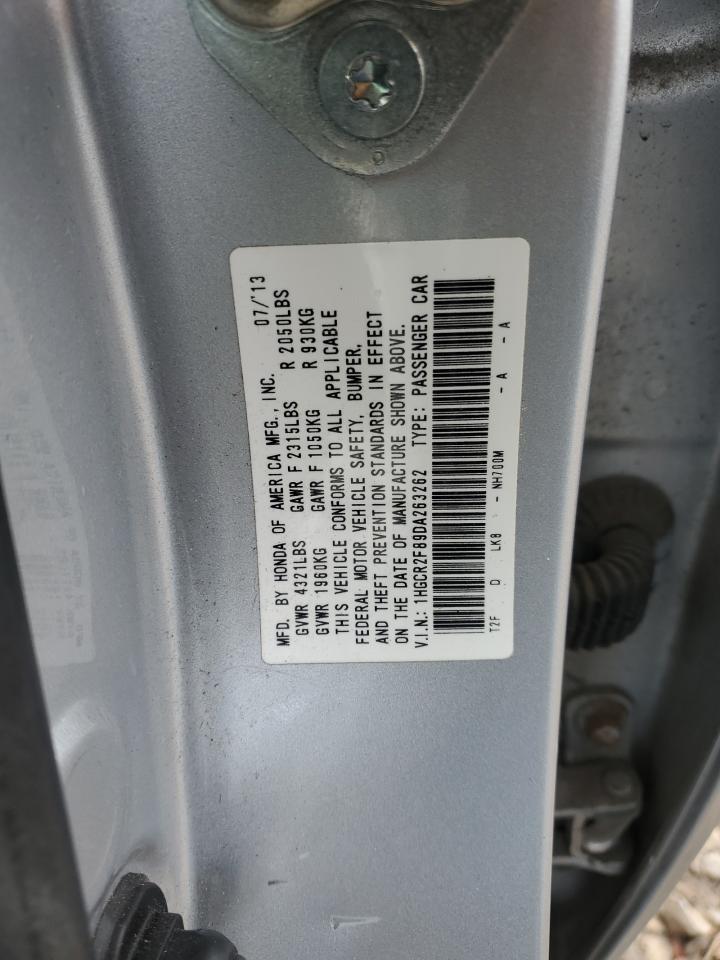 MFD. BY HONDA OF AMERICA MFG., INC. 07/'13
GVWR 4321LBS GAWR F 2315LBS R 2050LBS
GVWR 1960KG GAWR F 1050KG R 930KG
THIS VEHICLE CONFORMS TO ALL APPLICABLE
FEDERAL MOTOR VEHICLE SAFETY, BUMPER,
AND THEFT PREVENTION STANDARDS IN EFFECT
ON THE DATE OF MANUFACTURE SHOWN ABOVE.
V.I.N.: 1HGCR2F89DA263262 TYPE: PASSENGER CAR
T2F D LK8 - NH700M - A - A